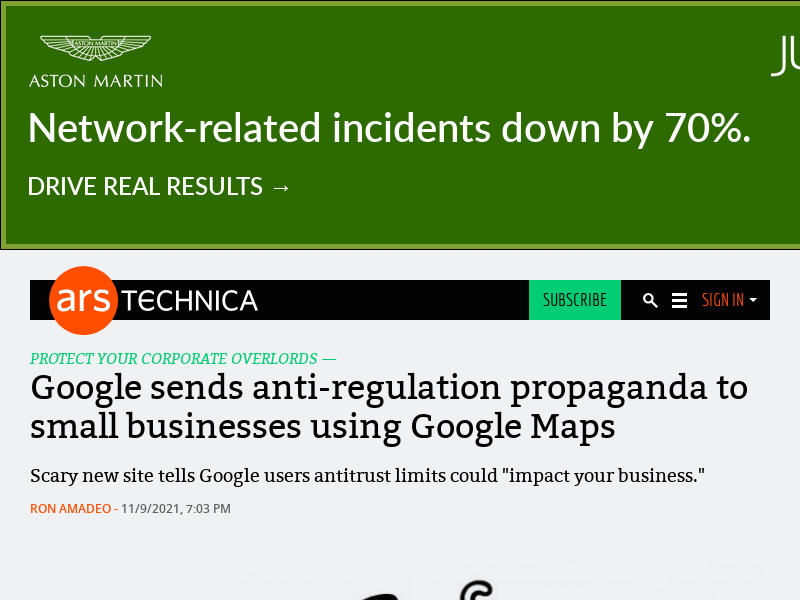 ASTON MARTIN
ASTON MARTIN
Network-related incidents down by 70%.
DRIVE REAL RESULTS →
ars TECHNICA
SUBSCRIBE
SIGN IN
PROTECT YOUR CORPORATE OVERLORDS —
Google sends anti-regulation propaganda to
small businesses using Google Maps
Scary new site tells Google users antitrust limits could "impact your business."
RON AMADEO - 11/9/2021, 7:03 PM